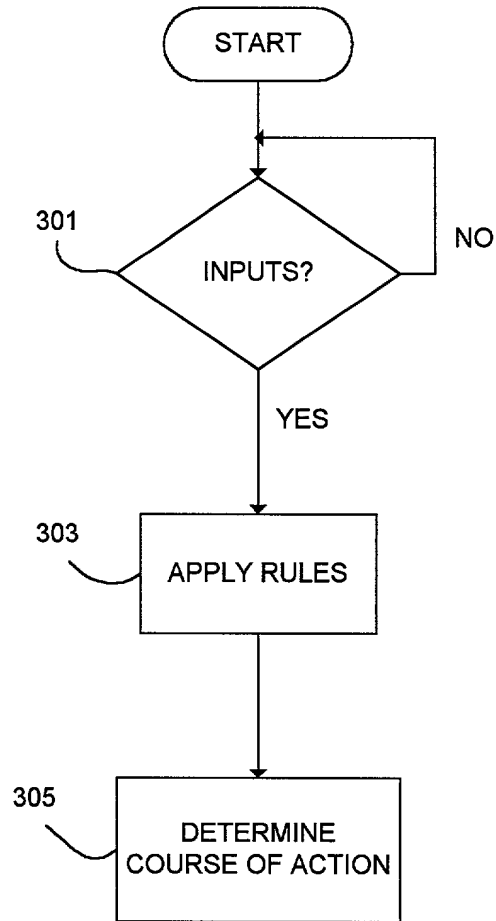 START
301
INPUTS?
NO
YES
303
APPLY RULES
305
DETERMINE
COURSE OF ACTION